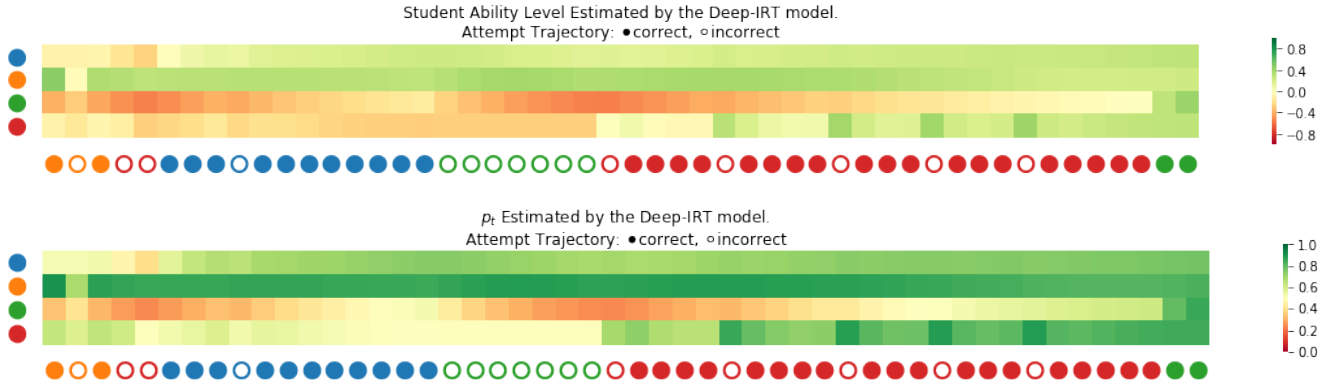 Student Ability Level Estimated by the Deep-IRT model.
Attempt Trajectory: ●correct, ○incorrect
0.8
0.4
0.0
−0.4
−0.8
p_t Estimated by the Deep-IRT model.
Attempt Trajectory: ●correct, ○incorrect
1.0
0.8
0.6
0.4
0.2
0.0